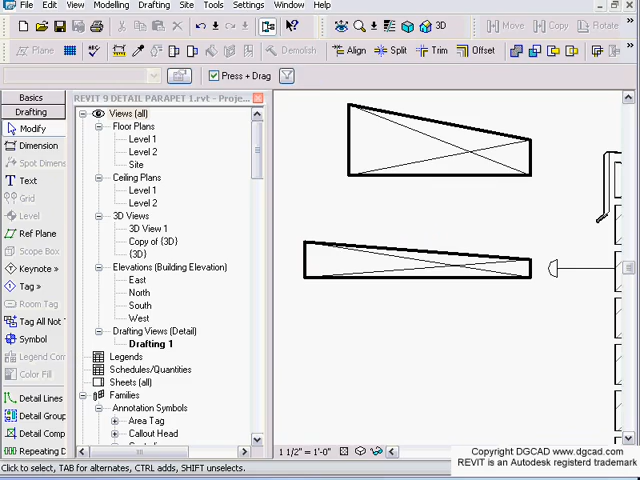 File Edit View Modelling Drafting Site Tools Settings Window Help
3D Move Copy Rotate »
Plane Demolish Align Split Trim Offset »
Press + Drag
Basics
Drafting
Modify
Dimension
Spot Dimens
Text
Grid
Level
Ref Plane
Scope Box
Keynote »
Tag »
Room Tag
Tag All Not T
Symbol
Legend Com
Color Fill
Detail Lines
Detail Group
Detail Comp
Repeating D
REVIT 9 DETAIL PARAPET 1.rvt - Proje...
Views (all)
Floor Plans
Level 1
Level 2
Site
Ceiling Plans
Level 1
Level 2
3D Views
3D View 1
Copy of {3D}
{3D}
Elevations (Building Elevation)
East
North
South
West
Drafting Views (Detail)
Drafting 1
Legends
Schedules/Quantities
Sheets (all)
Families
Annotation Symbols
Area Tag
Callout Head
1 1/2" = 1'-0"
Click to select, TAB for alternates, CTRL adds, SHIFT unselects.
Copyright DGCAD www.dgcad.com
REVIT is an Autodesk registerd trademark